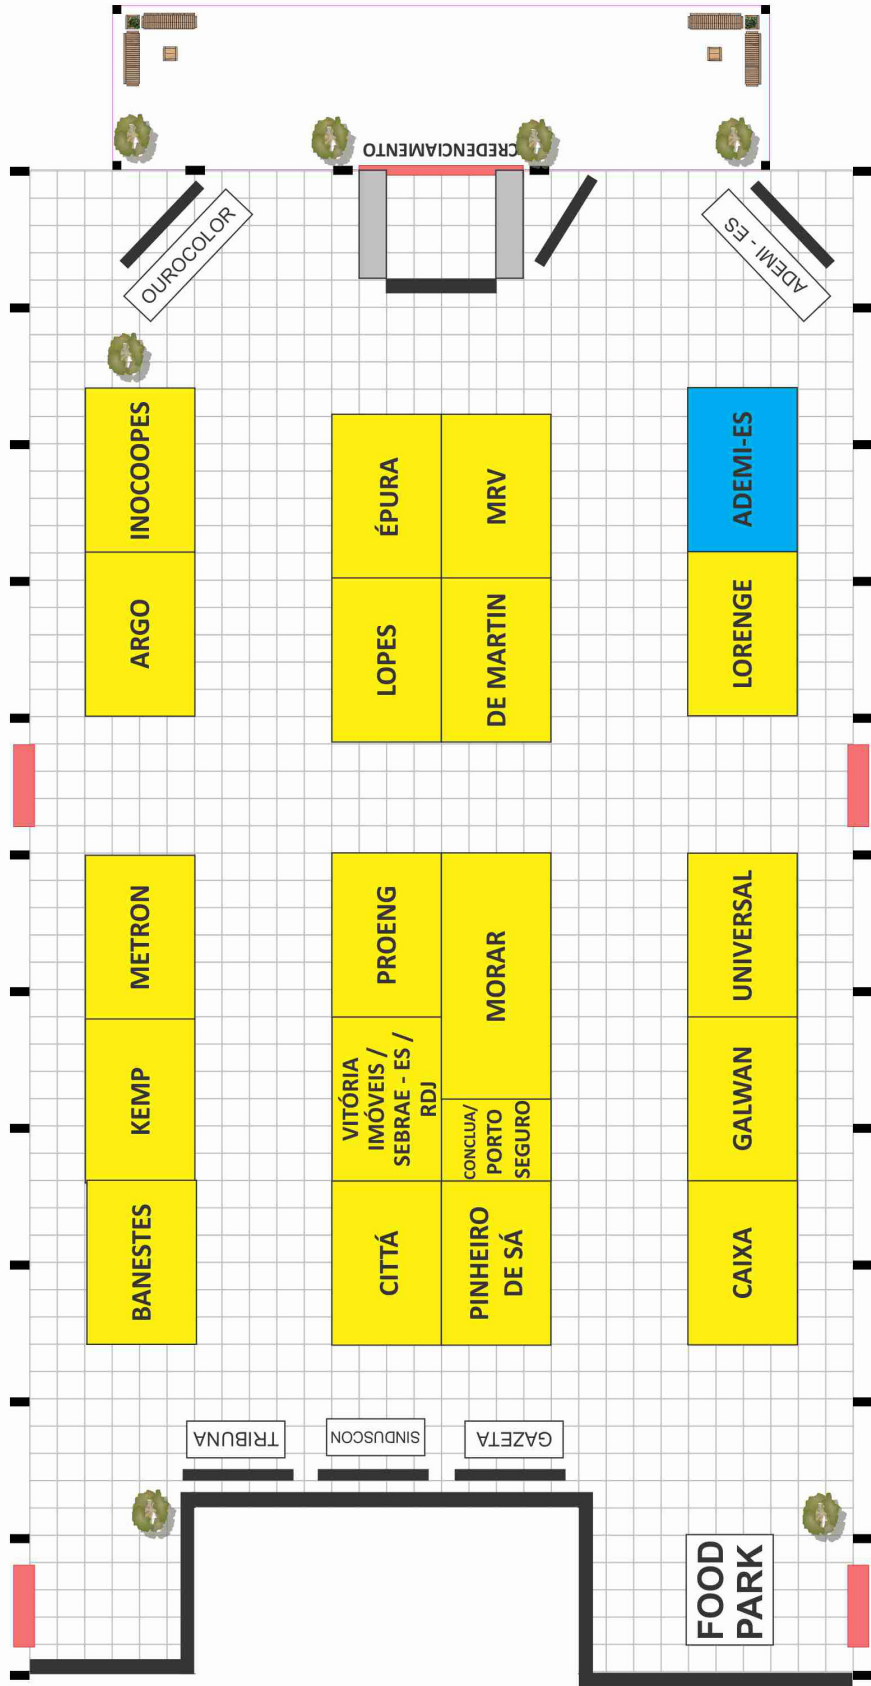 CREDENCIAMENTO
OUROCOLOR
ADEMI - ES
INOCOOPES
ÉPURA
MRV
ADEMI-ES
ARGO
LOPES
DE MARTIN
LORENGE
METRON
PROENG
MORAR
UNIVERSAL
KEMP
VITÓRIA
IMÓVEIS /
SEBRAE - ES /
RDJ
CONCLUA/
PORTO
SEGURO
GALWAN
BANESTES
CITTÁ
PINHEIRO
DE SÁ
CAIXA
TRIBUNA
SINDUSCON
GAZETA
FOOD
PARK